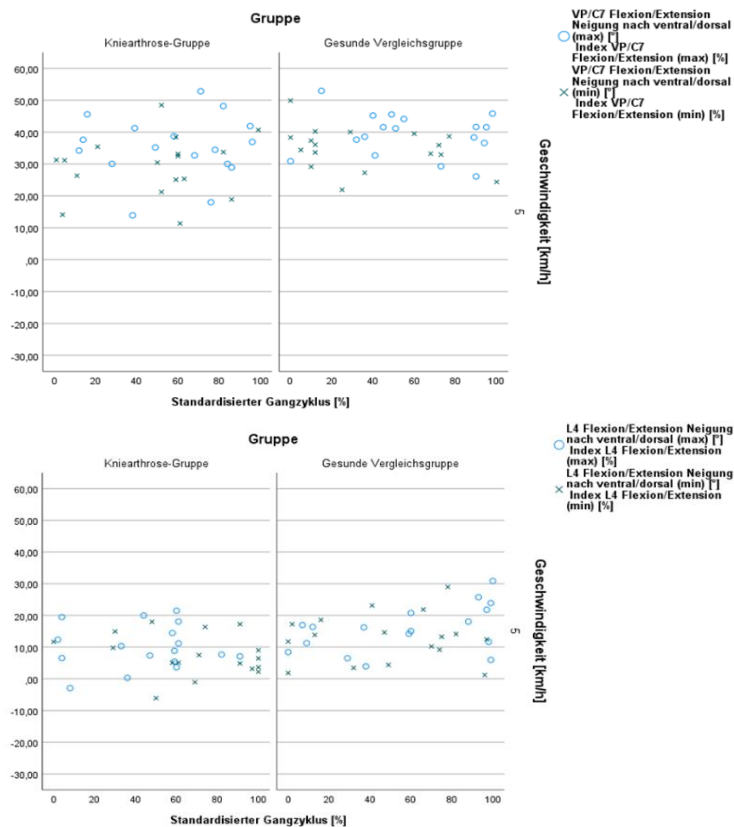 Gruppe
Kniearthrose-Gruppe
Gesunde Vergleichsgruppe
VP/C7 Flexion/Extension
Neigung nach ventral/dorsal
(max) [°]
Index VP/C7
Flexion/Extension (max) [%]
VP/C7 Flexion/Extension
Neigung nach ventral/dorsal
(min) [°]
Index VP/C7
Flexion/Extension (min) [%]
60,00
50,00
40,00
30,00
20,00
10,00
,00
-10,00
-20,00
-30,00
5
Geschwindigkeit [km/h]
0 20 40 60 80 100 0 20 40 60 80 100
Standardisierter Gangzyklus [%]
Gruppe
Kniearthrose-Gruppe
Gesunde Vergleichsgruppe
L4 Flexion/Extension Neigung
nach ventral/dorsal (max) [°]
Index L4 Flexion/Extension
(max) [%]
L4 Flexion/Extension Neigung
nach ventral/dorsal (min) [°]
Index L4 Flexion/Extension
(min) [%]
60,00
50,00
40,00
30,00
20,00
10,00
,00
-10,00
-20,00
-30,00
5
Geschwindigkeit [km/h]
0 20 40 60 80 100 0 20 40 60 80 100
Standardisierter Gangzyklus [%]